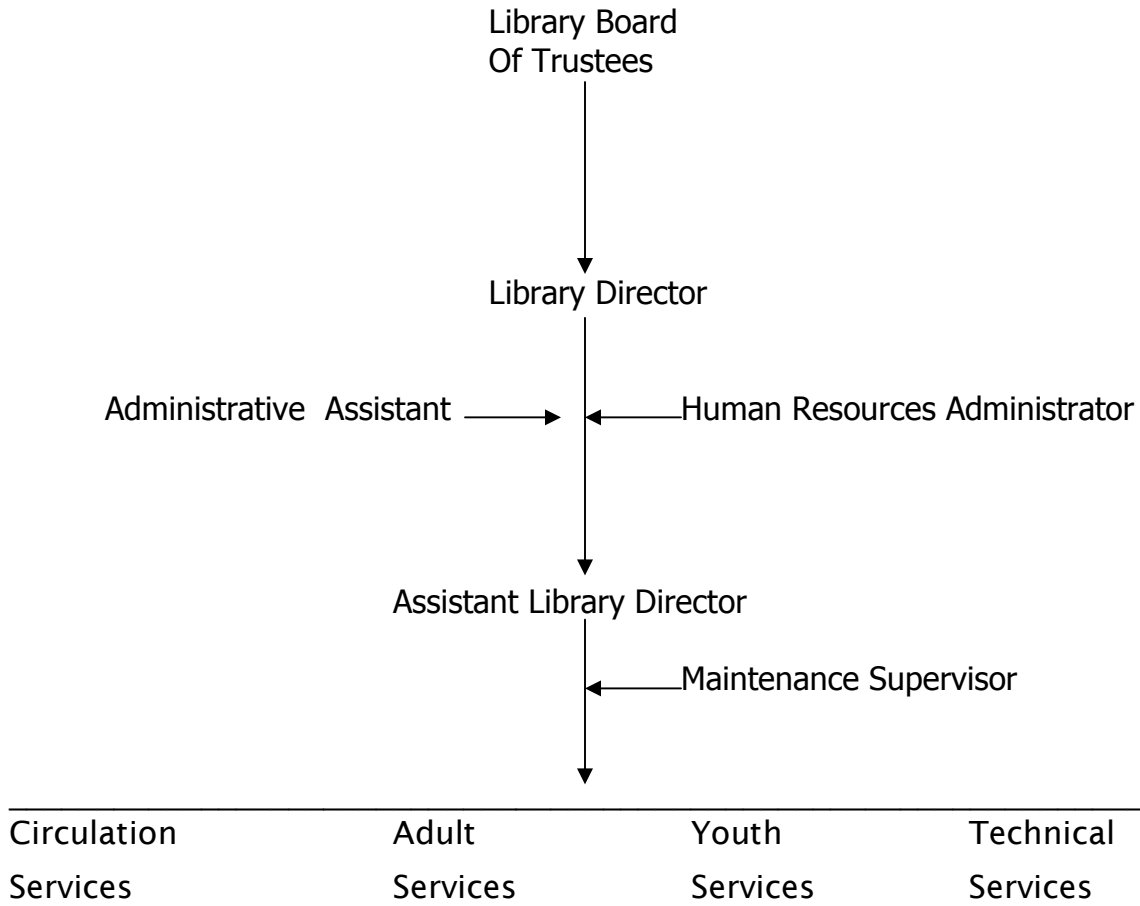 Library Board
Of Trustees
Library Director
Administrative Assistant
Human Resources Administrator
Assistant Library Director
Maintenance Supervisor
Circulation Adult Youth Technical
Services Services Services Services